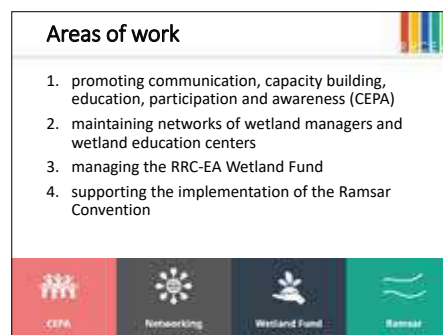 Areas of work
1. promoting communication, capacity building,
education, participation and awareness (CEPA)
2. maintaining networks of wetland managers and
wetland education centers
3. managing the RRC-EA Wetland Fund
4. supporting the implementation of the Ramsar
Convention
CEPA
Networking
Wetland Fund
Ramsar